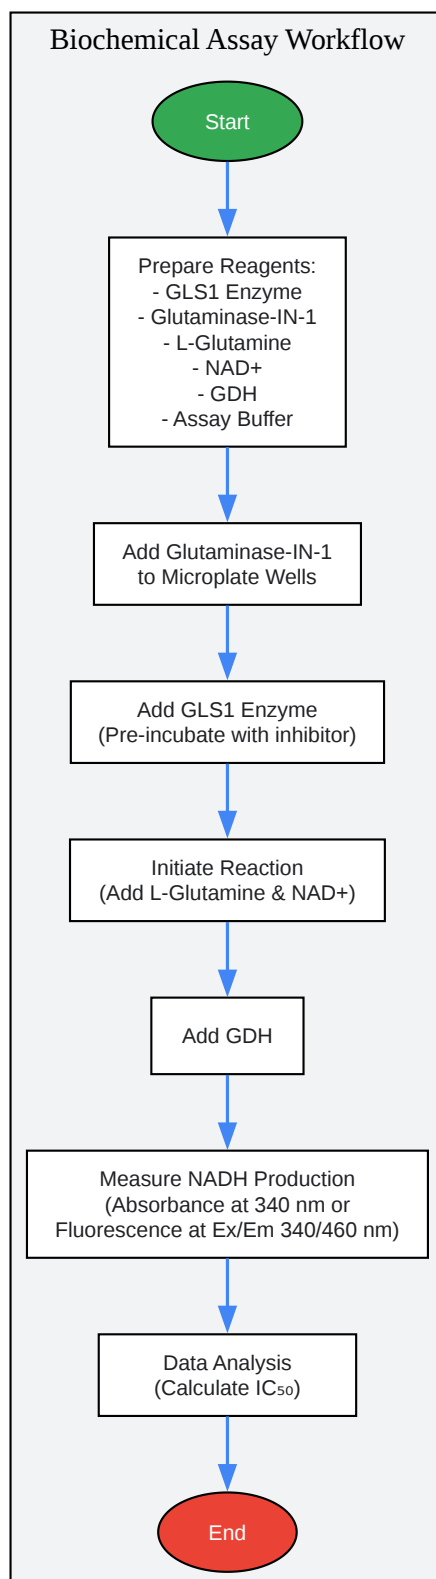 Biochemical Assay Workflow
Start
Prepare Reagents:
- GLS1 Enzyme
- Glutaminase-IN-1
- L-Glutamine
- NAD+
- GDH
- Assay Buffer
Add Glutaminase-IN-1
to Microplate Wells
Add GLS1 Enzyme
(Pre-incubate with inhibitor)
Initiate Reaction
(Add L-Glutamine & NAD+)
Add GDH
Measure NADH Production
(Absorbance at 340 nm or
Fluorescence at Ex/Em 340/460 nm)
Data Analysis
(Calculate IC₅₀)
End